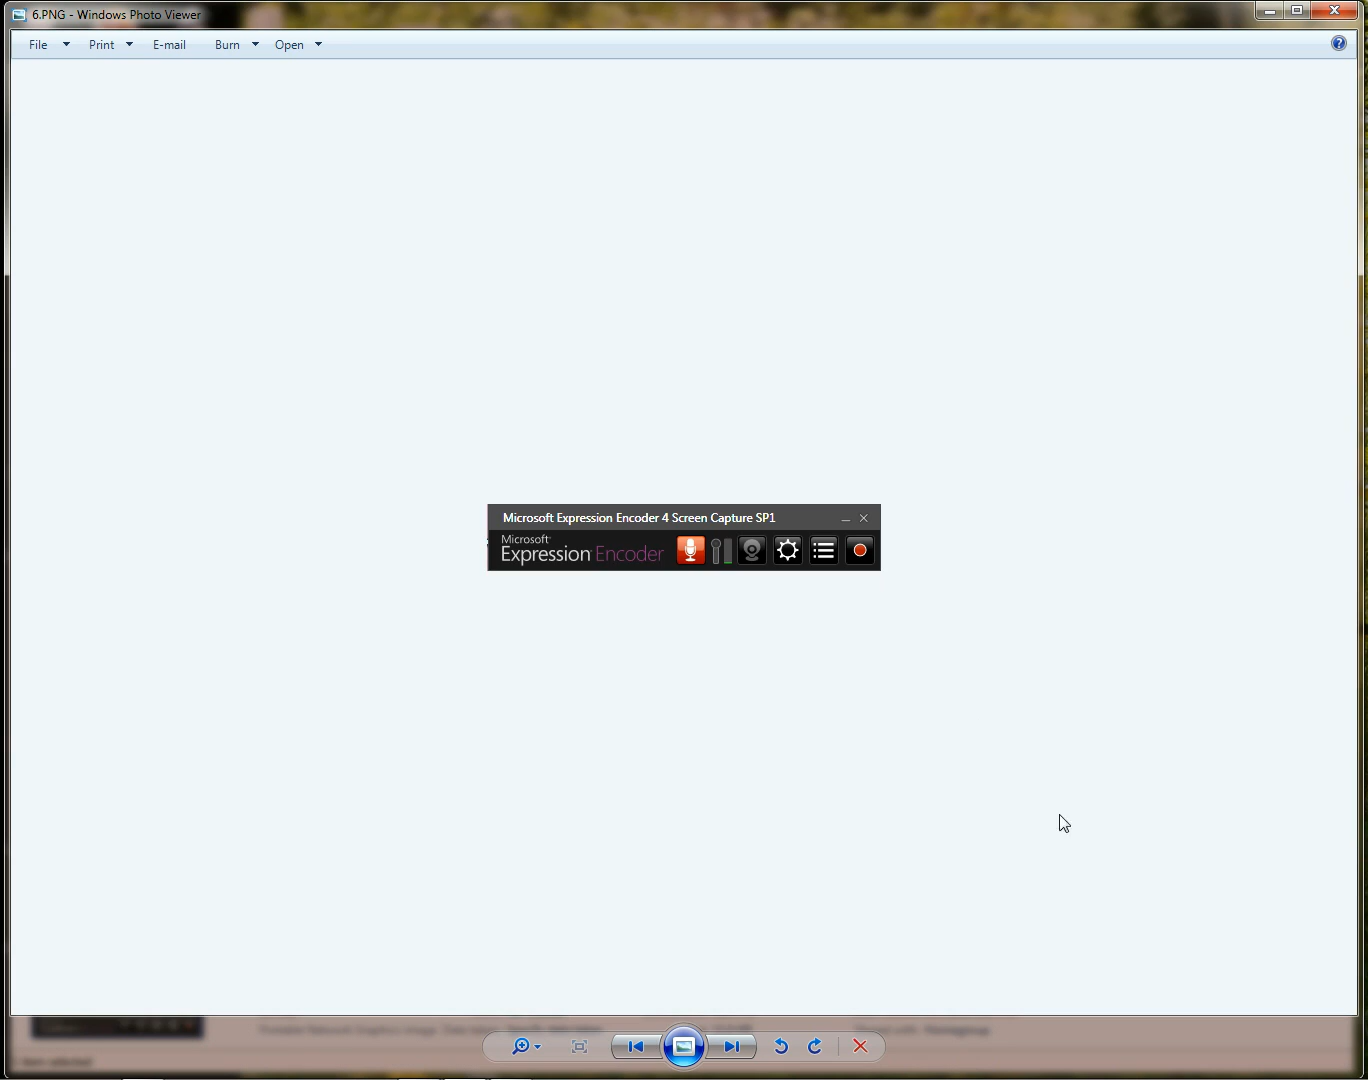 6.PNG - Windows Photo Viewer
File Print E-mail Burn Open
Microsoft Expression Encoder 4 Screen Capture SP1
Microsoft
Expression Encoder